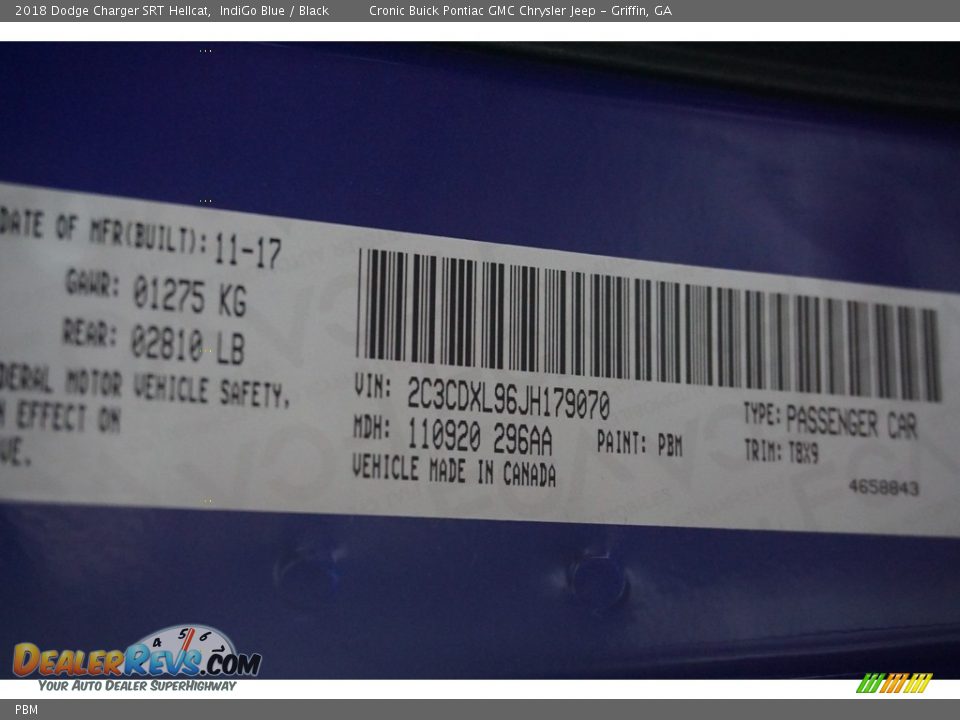 2018 Dodge Charger SRT Hellcat, IndiGo Blue / Black Cronic Buick Pontiac GMC Chrysler Jeep - Griffin, GA
DATE OF MFR(BUILT): 11-17
GAWR: 01275 KG
REAR: 02810 LB
DERAL MOTOR VEHICLE SAFETY,
EFFECT ON
VIN: 2C3CDXL96JH179070
TYPE: PASSENGER CAR
MDH: 110920 296AA
PAINT: PBM
TRIM: TBX9
VEHICLE MADE IN CANADA
4658843
4 5 6
DealerRevs.com
Your Auto Dealer SuperHighway
PBM